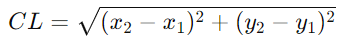 CL = √((x₂ − x₁)² + (y₂ − y₁)²)